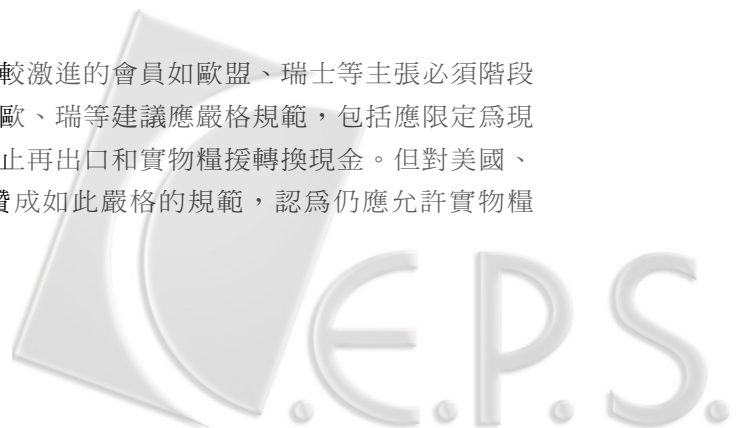 較激進的會員如歐盟、瑞士等主張必須階段
歐、瑞等建議應嚴格規範，包括應限定爲現
止再出口和實物糧援轉換現金。但對美國、
贊成如此嚴格的規範，認爲仍應允許實物糧
C.E.P.S.